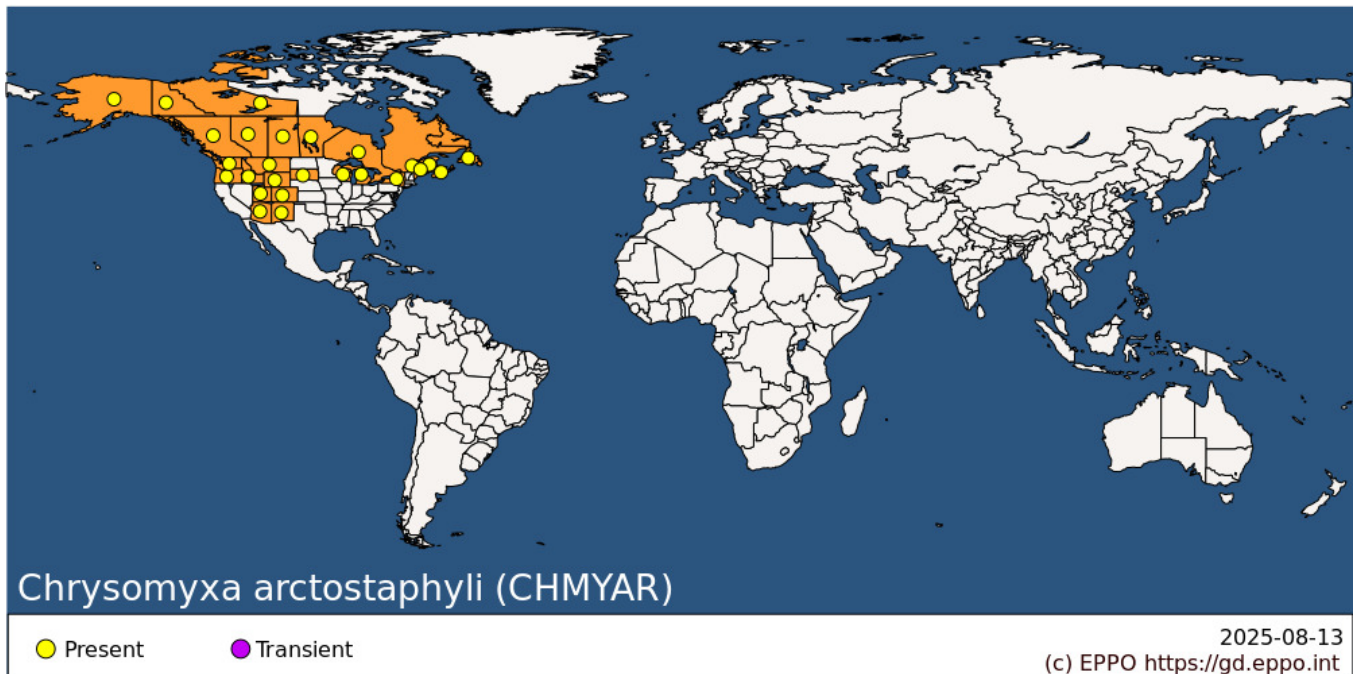 Chrysomyxa arctostaphyli (CHMYAR)
Present
Transient
2025-08-13
(c) EPPO https://gd.eppo.int